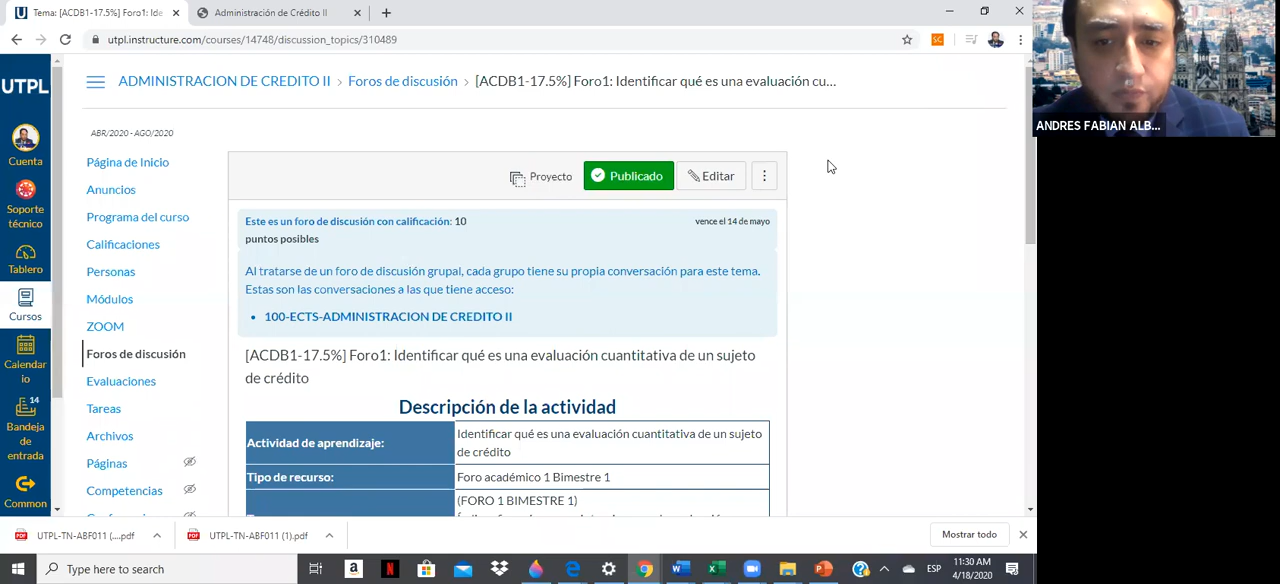 Tema: [ACDB1-17.5%] Foro1: Ide
Administración de Crédito II
utpl.instructure.com/courses/14748/discussion_topics/310489
SC
ANDRES FABIAN ALB...
UTPL
Cuenta
Soporte
técnico
Tablero
Cursos
Calendar
io
14
Bandeja
de
entrada
Common
ADMINISTRACION DE CREDITO II > Foros de discusión > [ACDB1-17.5%] Foro1: Identificar qué es una evaluación cu...
ABR/2020 - AGO/2020
Página de Inicio
Anuncios
Programa del curso
Calificaciones
Personas
Módulos
ZOOM
Foros de discusión
Evaluaciones
Tareas
Archivos
Páginas
Competencias
Proyecto
Publicado
Editar
Este es un foro de discusión con calificación: 10
puntos posibles
vence el 14 de mayo
Al tratarse de un foro de discusión grupal, cada grupo tiene su propia conversación para este tema.
Estas son las conversaciones a las que tiene acceso:
• 100-ECTS-ADMINISTRACION DE CREDITO II
[ACDB1-17.5%] Foro1: Identificar qué es una evaluación cuantitativa de un sujeto
de crédito
Descripción de la actividad
Actividad de aprendizaje:
Identificar qué es una evaluación cuantitativa de un sujeto
de crédito
Tipo de recurso:
Foro académico 1 Bimestre 1
(FORO 1 BIMESTRE 1)
UTPL-TN-ABF011 (....pdf
UTPL-TN-ABF011 (1).pdf
Mostrar todo
Type here to search
ESP
11:30 AM
4/18/2020